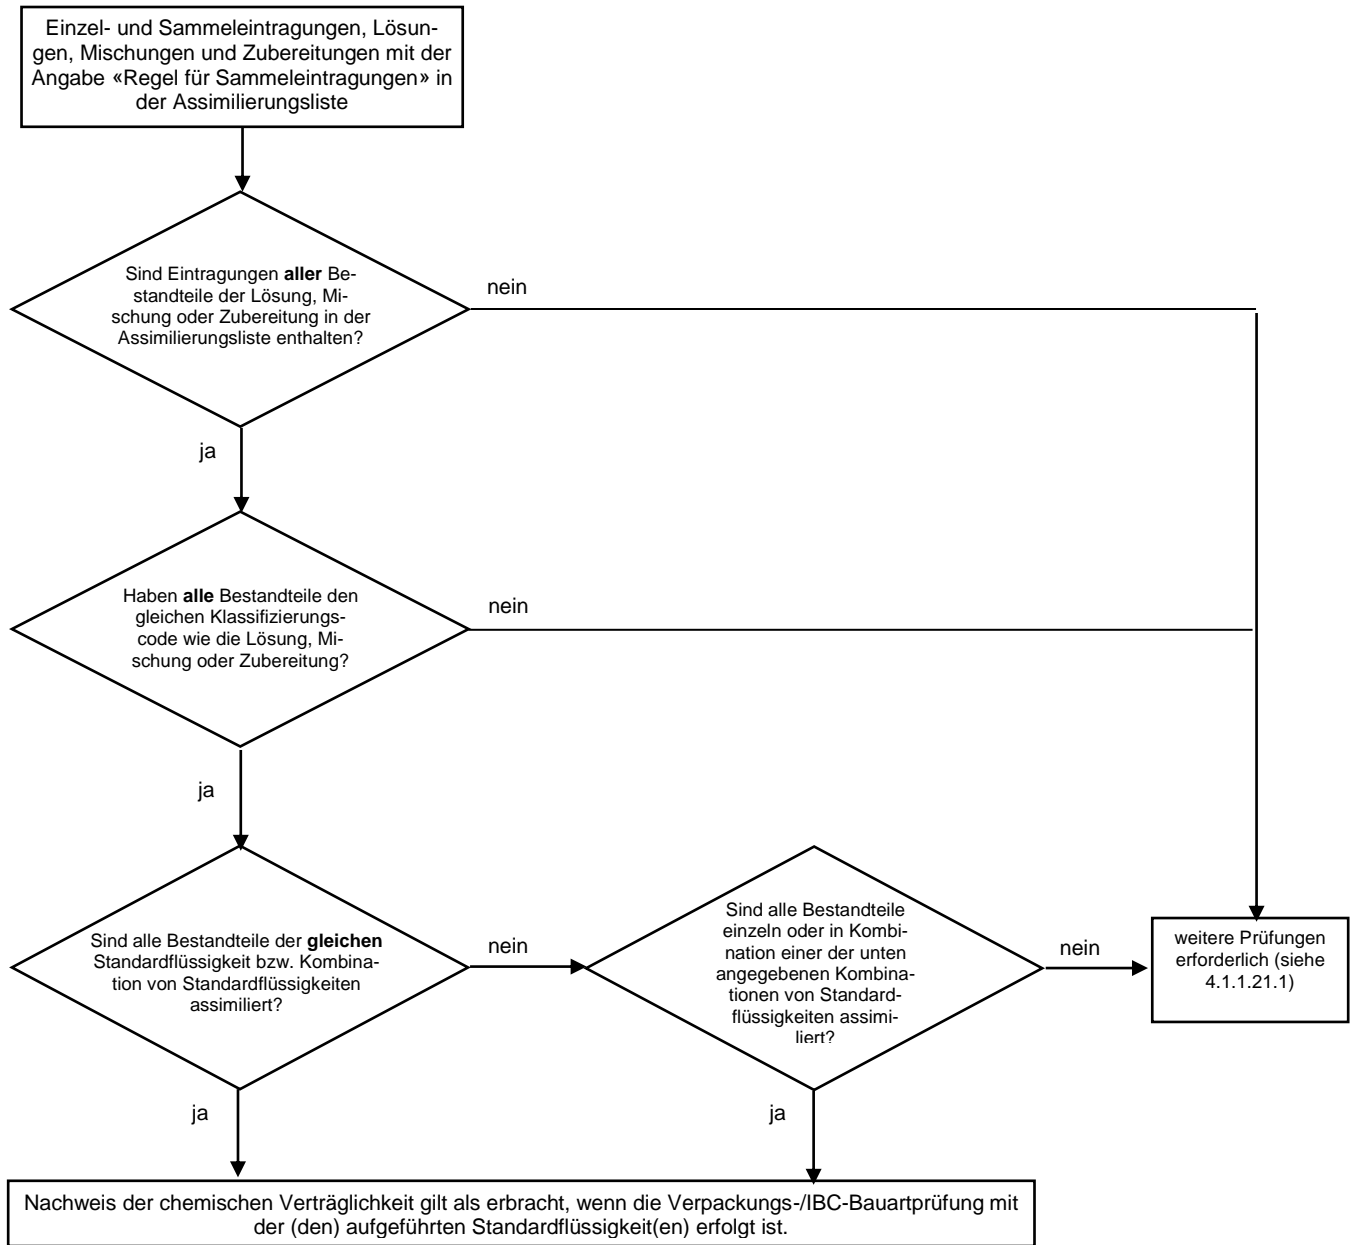 Einzel- und Sammeleintragungen, Lösun-
gen, Mischungen und Zubereitungen mit der
Angabe «Regel für Sammeleintragungen» in
der Assimilierungsliste
Sind Eintragungen aller Be-
standteile der Lösung, Mi-
schung oder Zubereitung in der
Assimilierungsliste enthalten?
nein
ja
Haben alle Bestandteile den
gleichen Klassifizierungs-
code wie die Lösung, Mi-
schung oder Zubereitung?
nein
ja
Sind alle Bestandteile der gleichen
Standardflüssigkeit bzw. Kombina-
tion von Standardflüssigkeiten
assimiliert?
nein
Sind alle Bestandteile
einzeln oder in Kombi-
nation einer der unten
angegebenen Kombina-
tionen von Standard-
flüssigkeiten assimi-
liert?
nein
weitere Prüfungen
erforderlich (siehe
4.1.1.21.1)
ja
ja
Nachweis der chemischen Verträglichkeit gilt als erbracht, wenn die Verpackungs-/IBC-Bauartprüfung mit
der (den) aufgeführten Standardflüssigkeit(en) erfolgt ist.